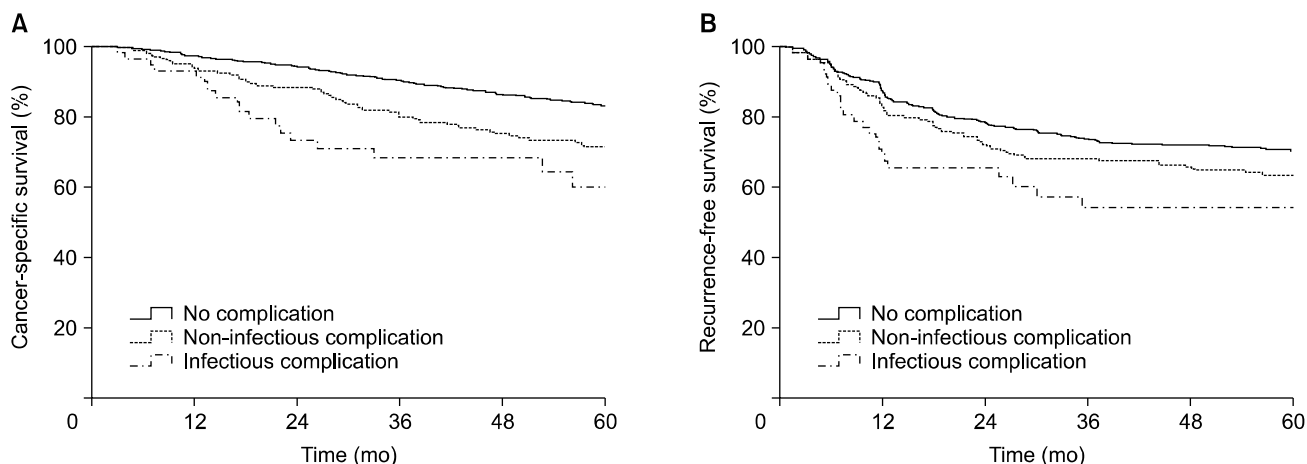 A
Cancer-specific survival (%)
100
80
60
40
20
0
12
24
36
48
60
Time (mo)
No complication
Non-infectious complication
Infectious complication
B
Recurrence-free survival (%)
100
80
60
40
20
0
12
24
36
48
60
Time (mo)
No complication
Non-infectious complication
Infectious complication